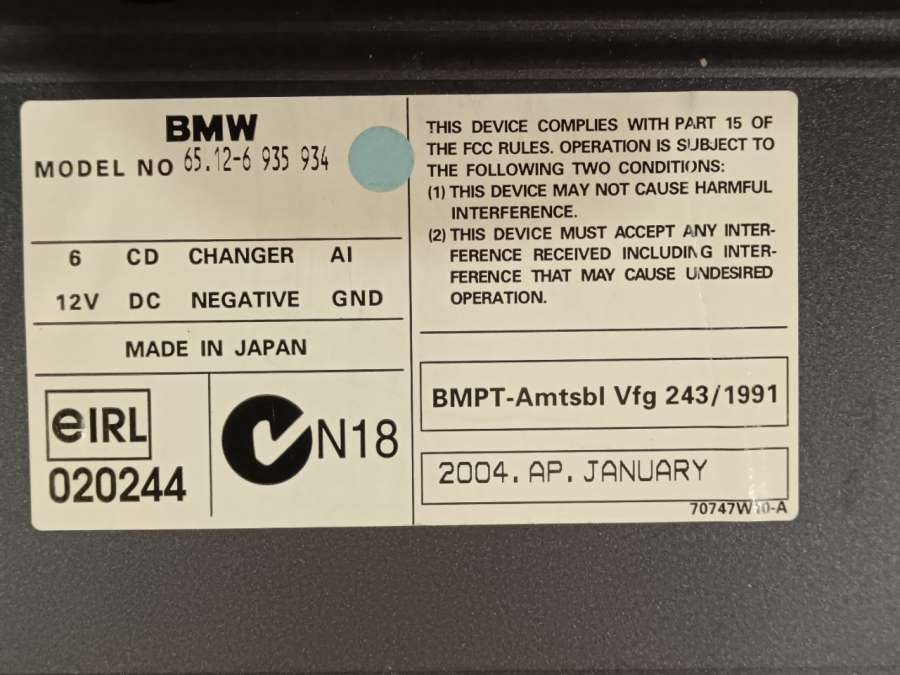 BMW
MODEL NO 65.12-6 935 934
6 CD CHANGER AI
12V DC NEGATIVE GND
MADE IN JAPAN
eIRL
020244
N18
THIS DEVICE COMPLIES WITH PART 15 OF
THE FCC RULES. OPERATION IS SUBJECT TO
THE FOLLOWING TWO CONDITIONS:
(1) THIS DEVICE MAY NOT CAUSE HARMFUL
INTERFERENCE.
(2) THIS DEVICE MUST ACCEPT ANY INTER-
FERENCE RECEIVED INCLUDING INTER-
FERENCE THAT MAY CAUSE UNDESIRED
OPERATION.
BMPT-Amtsbl Vfg 243/1991
2004. AP. JANUARY
70747W10-A